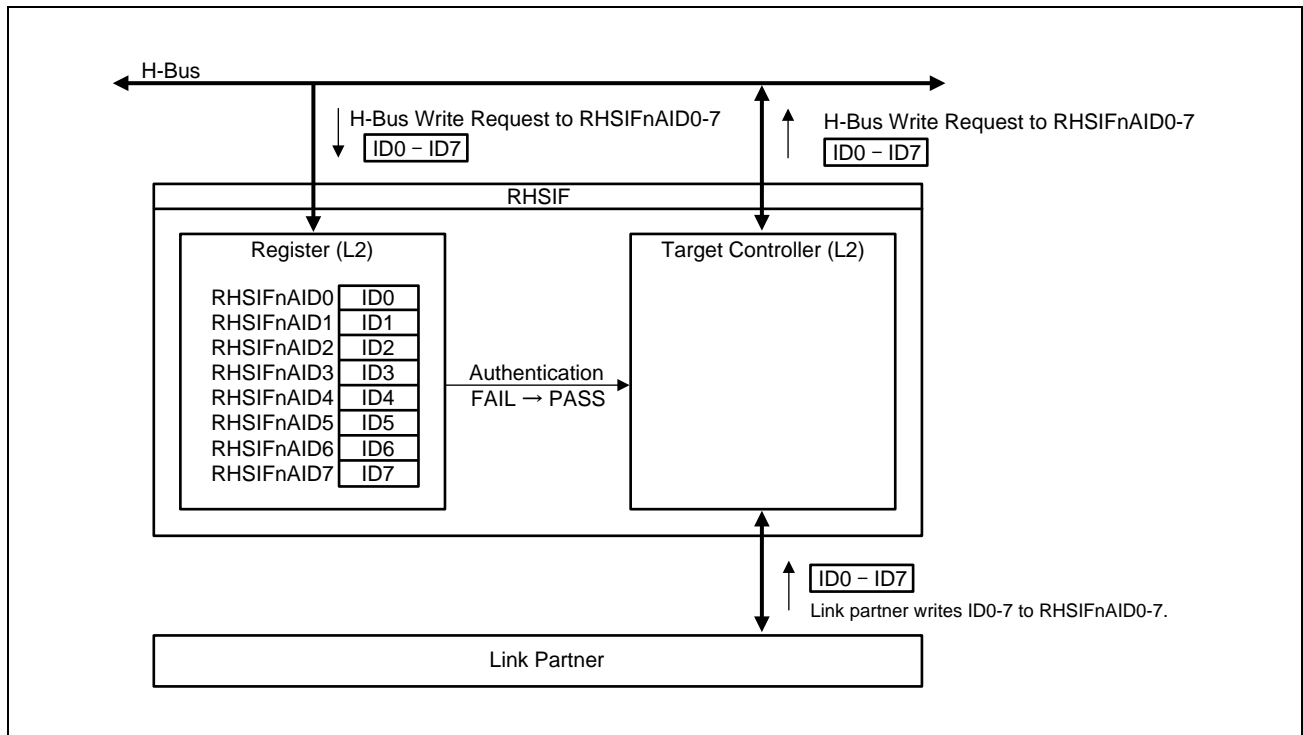 H-Bus
H-Bus Write Request to RHSIFnAID0-7
ID0 − ID7
H-Bus Write Request to RHSIFnAID0-7
ID0 − ID7
RHSIF
Register (L2)
RHSIFnAID0 ID0
RHSIFnAID1 ID1
RHSIFnAID2 ID2
RHSIFnAID3 ID3
RHSIFnAID4 ID4
RHSIFnAID5 ID5
RHSIFnAID6 ID6
RHSIFnAID7 ID7
Authentication
FAIL → PASS
Target Controller (L2)
ID0 − ID7
Link partner writes ID0-7 to RHSIFnAID0-7.
Link Partner